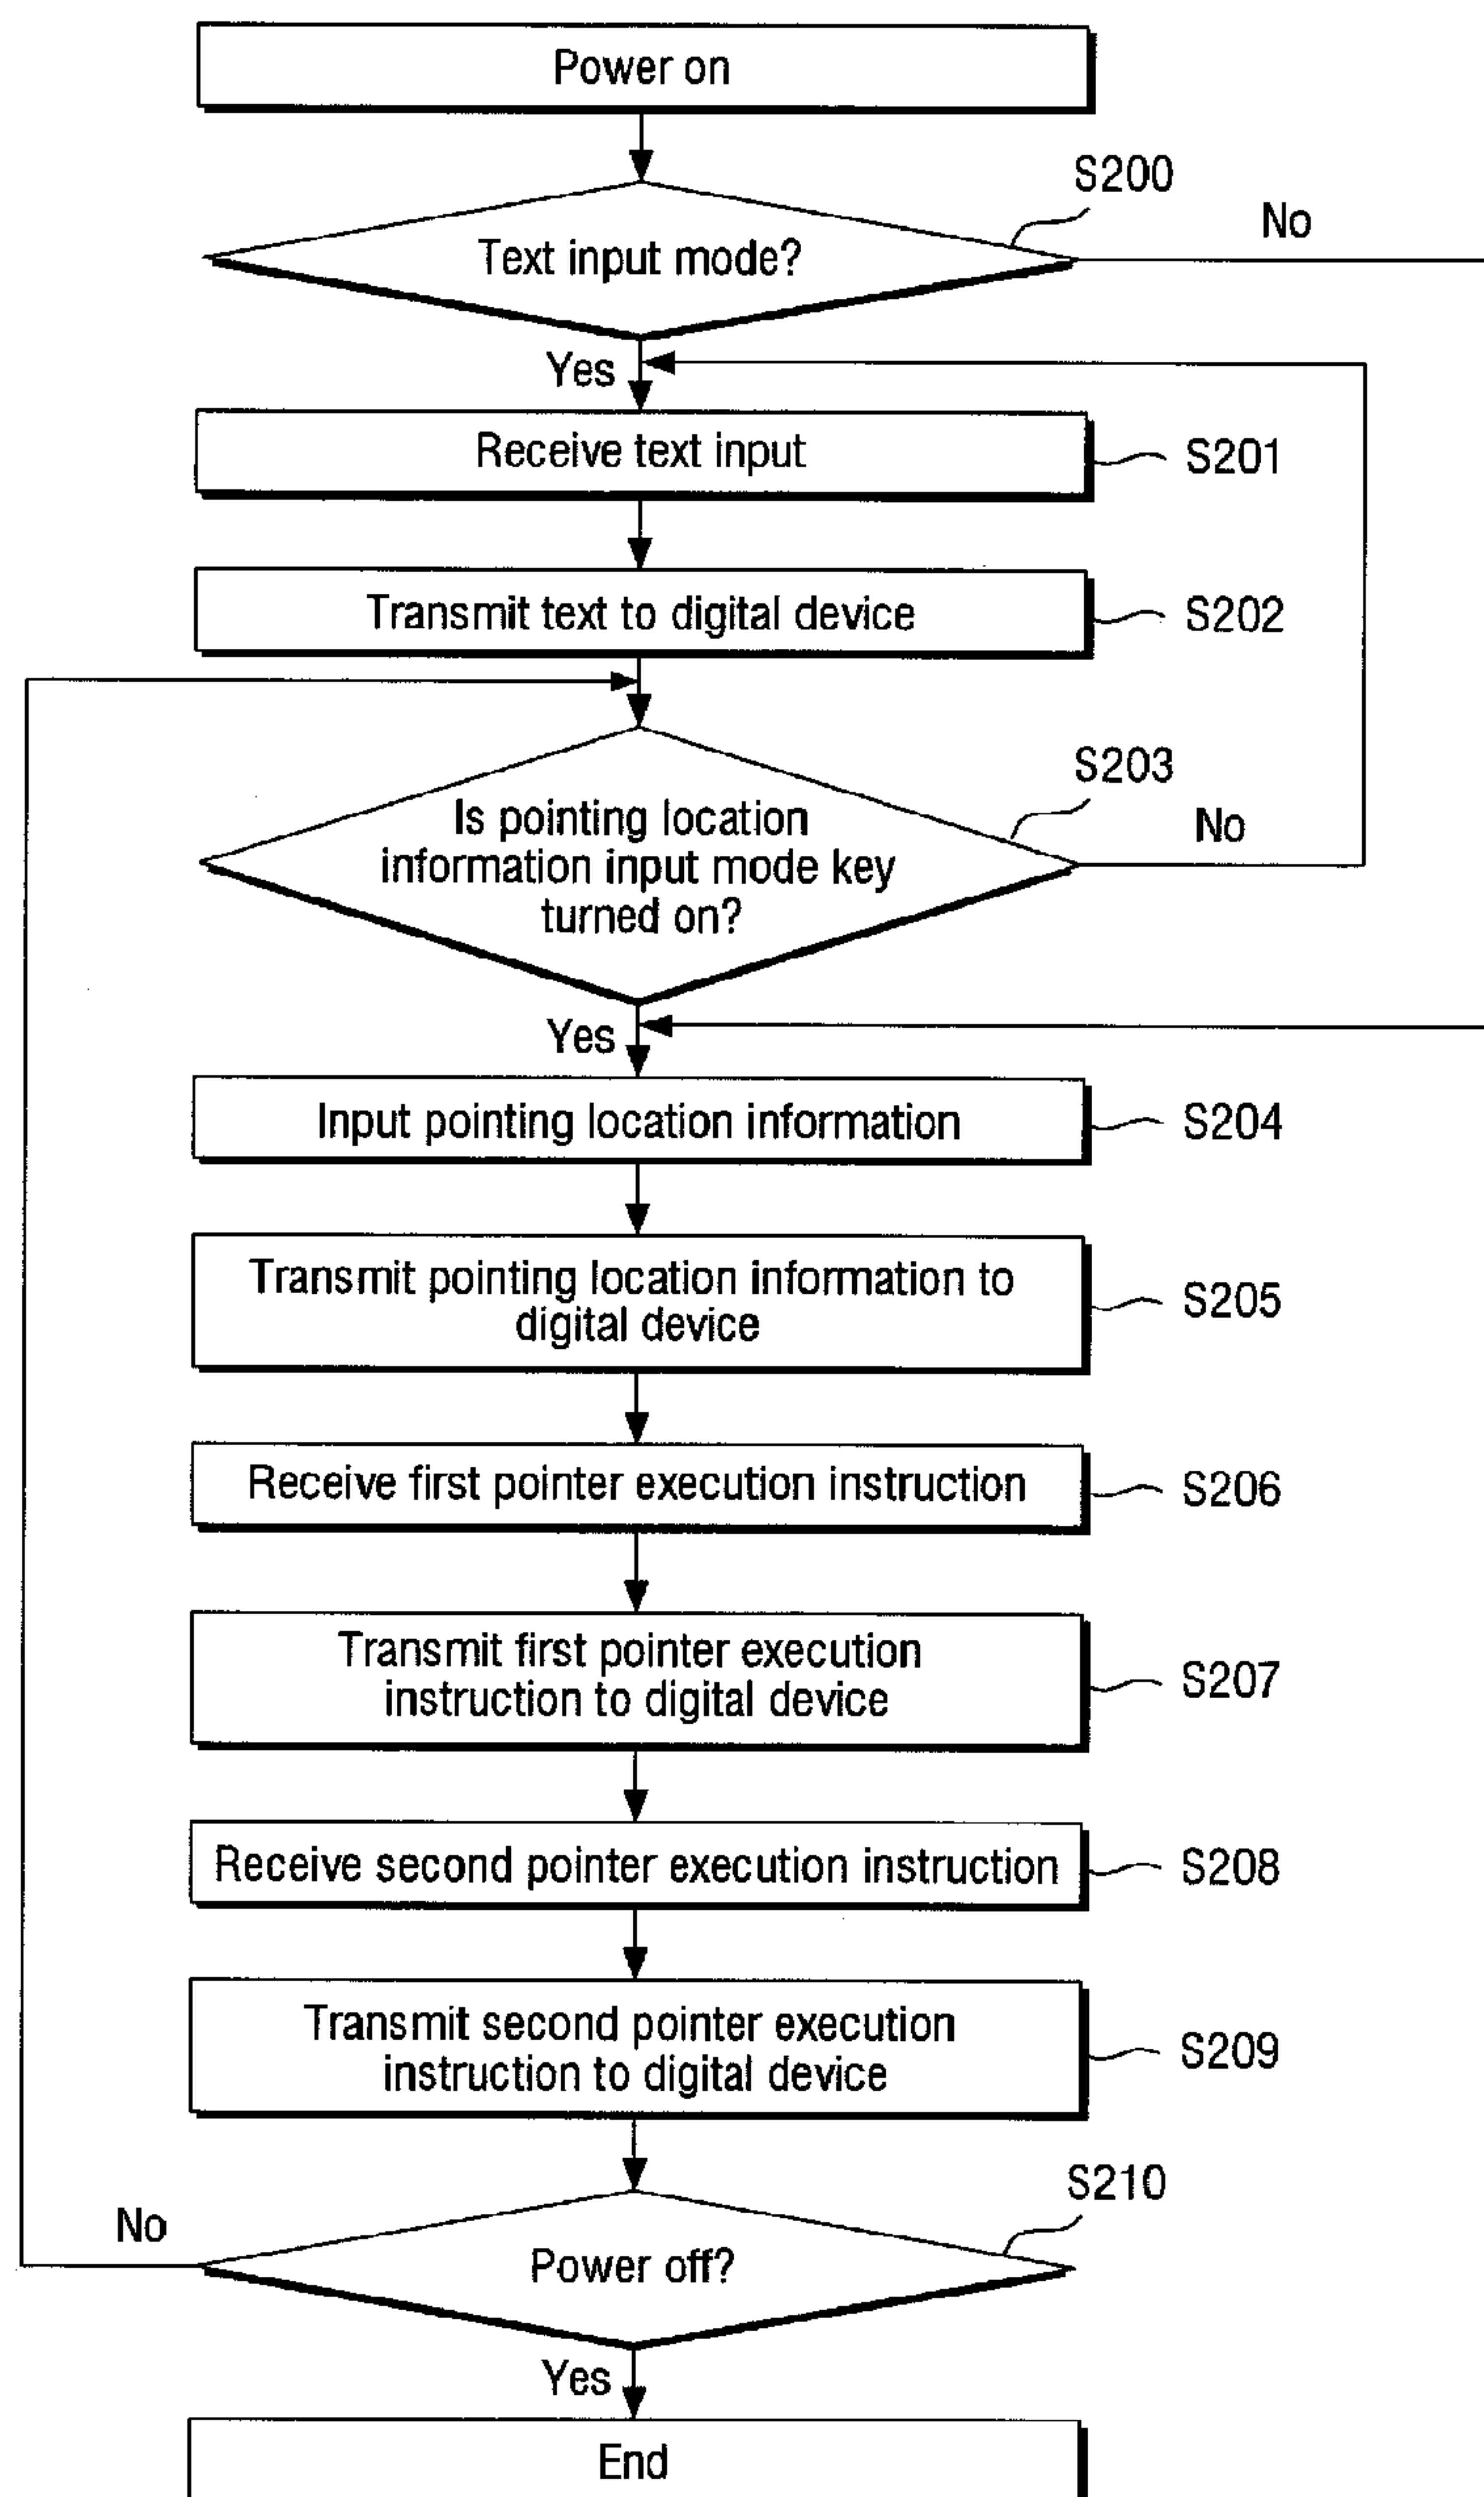 Power on
S200
No
Text input mode?
Yes
Receive text input
S201
Transmit text to digital device
S202
S203
Is pointing location
information input mode key
turned on?
No
Yes
Input pointing location information
S204
Transmit pointing location information to
digital device
S205
Receive first pointer execution instruction
S206
Transmit first pointer execution
instruction to digital device
S207
Receive second pointer execution instruction
S208
Transmit second pointer execution
instruction to digital device
S209
S210
No
Power off?
Yes
End